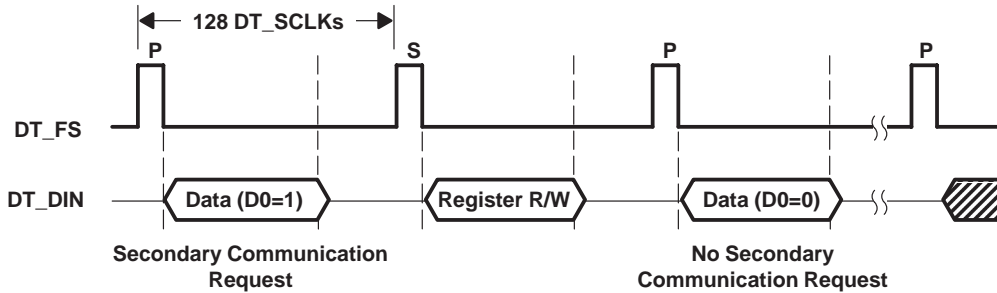 128 DT_SCLKs
P S P P
DT_FS
DT_DIN Data (D0=1) Register R/W Data (D0=0)
Secondary Communication No Secondary
Request Communication Request